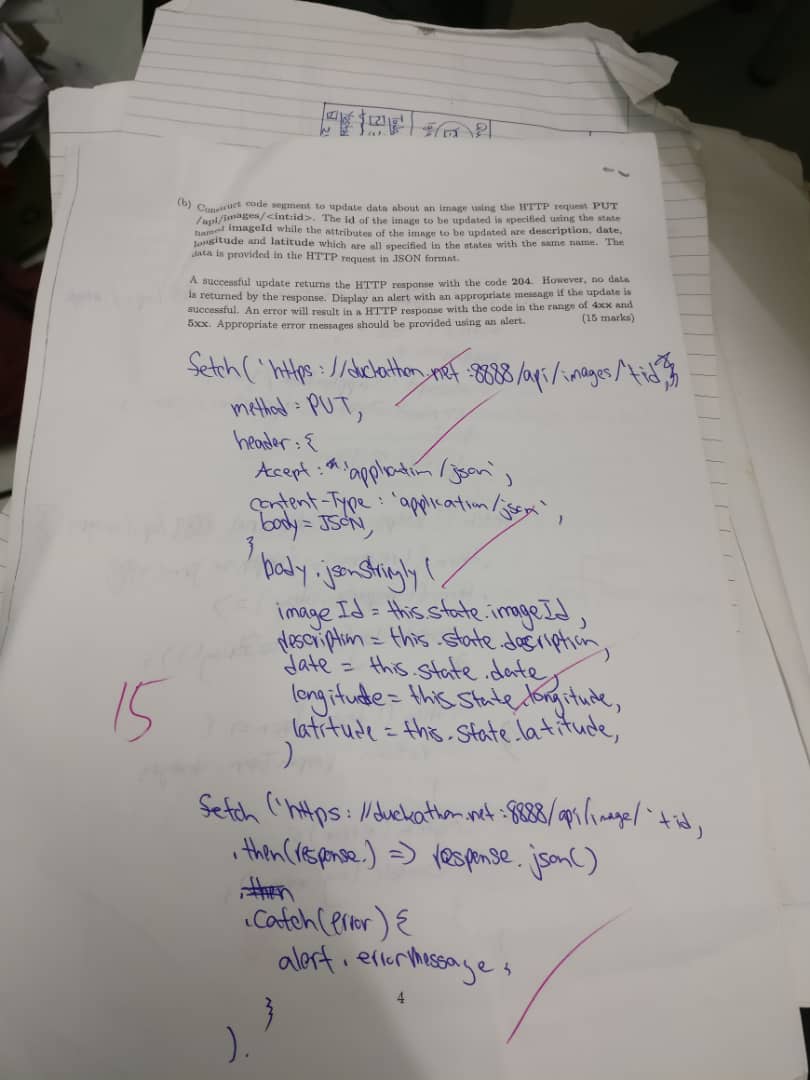 (b) Construct code segment to update data about an image using the HTTP request PUT
/api/images/<int:id>. The id of the image to be updated is specified using the state
named imageId while the attributes of the image to be updated are description, date,
longitude and latitude which are all specified in the states with the same name. The
data is provided in the HTTP request in JSON format.
A successful update returns the HTTP response with the code 204. However, no data
is returned by the response. Display an alert with an appropriate message if the update is
successful. An error will result in a HTTP response with the code in the range of 4xx and
5xx. Appropriate error messages should be provided using an alert. (15 marks)
fetch('https://duckathon.net:8888/api/images/'+id,{
method = PUT,
header: {
Accept: 'application/json',
content-Type: 'application/json',
body = JSON,
}
body.jsonStringly (
image Id = this.state.imageId,
description = this.state.description,
date = this.state.date,
longitude = this.state.longitude,
latitude = this.state.latitude,
)
15
fetch ('https://duckathon.net:8888/api/image/'+id,
.then(response.) => response.json()
.then
.catch(error) {
alert.errorMessage;
}
4
).